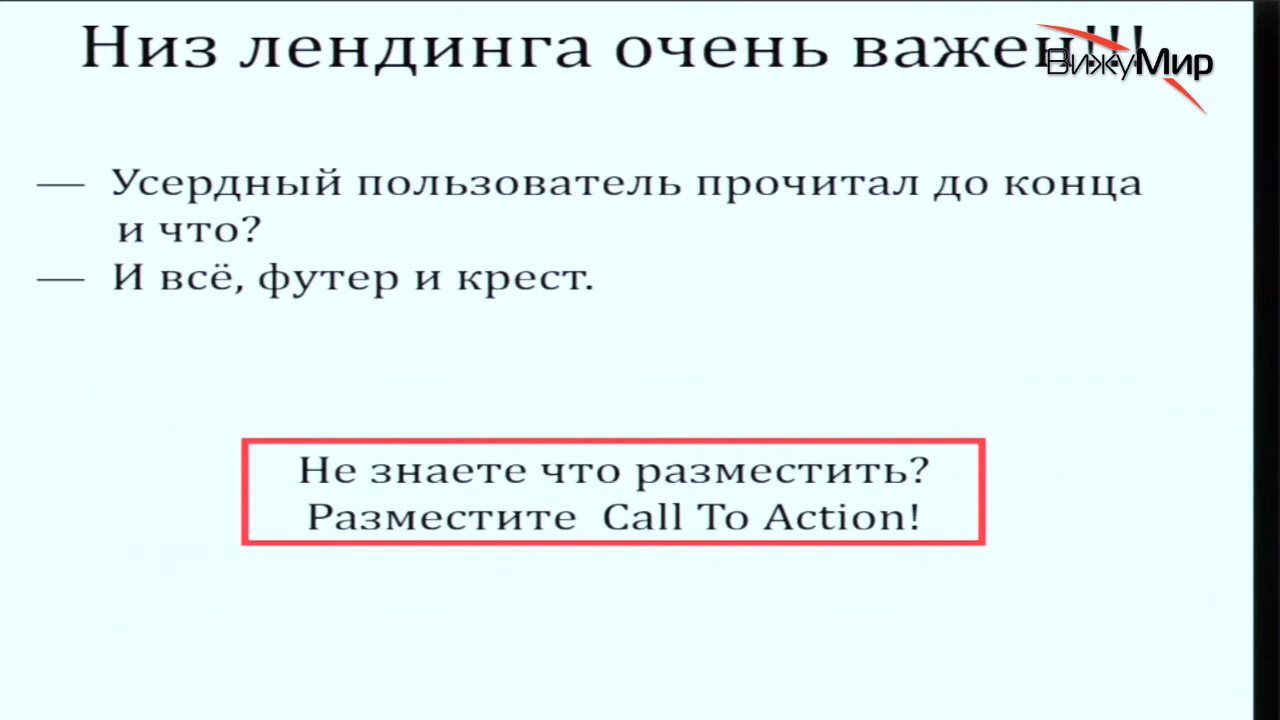 Низ лендинга очень важен!!!
ВижуМир
— Усердный пользователь прочитал до конца
и что?
— И всё, футер и крест.
Не знаете что разместить?
Разместите Call To Action!